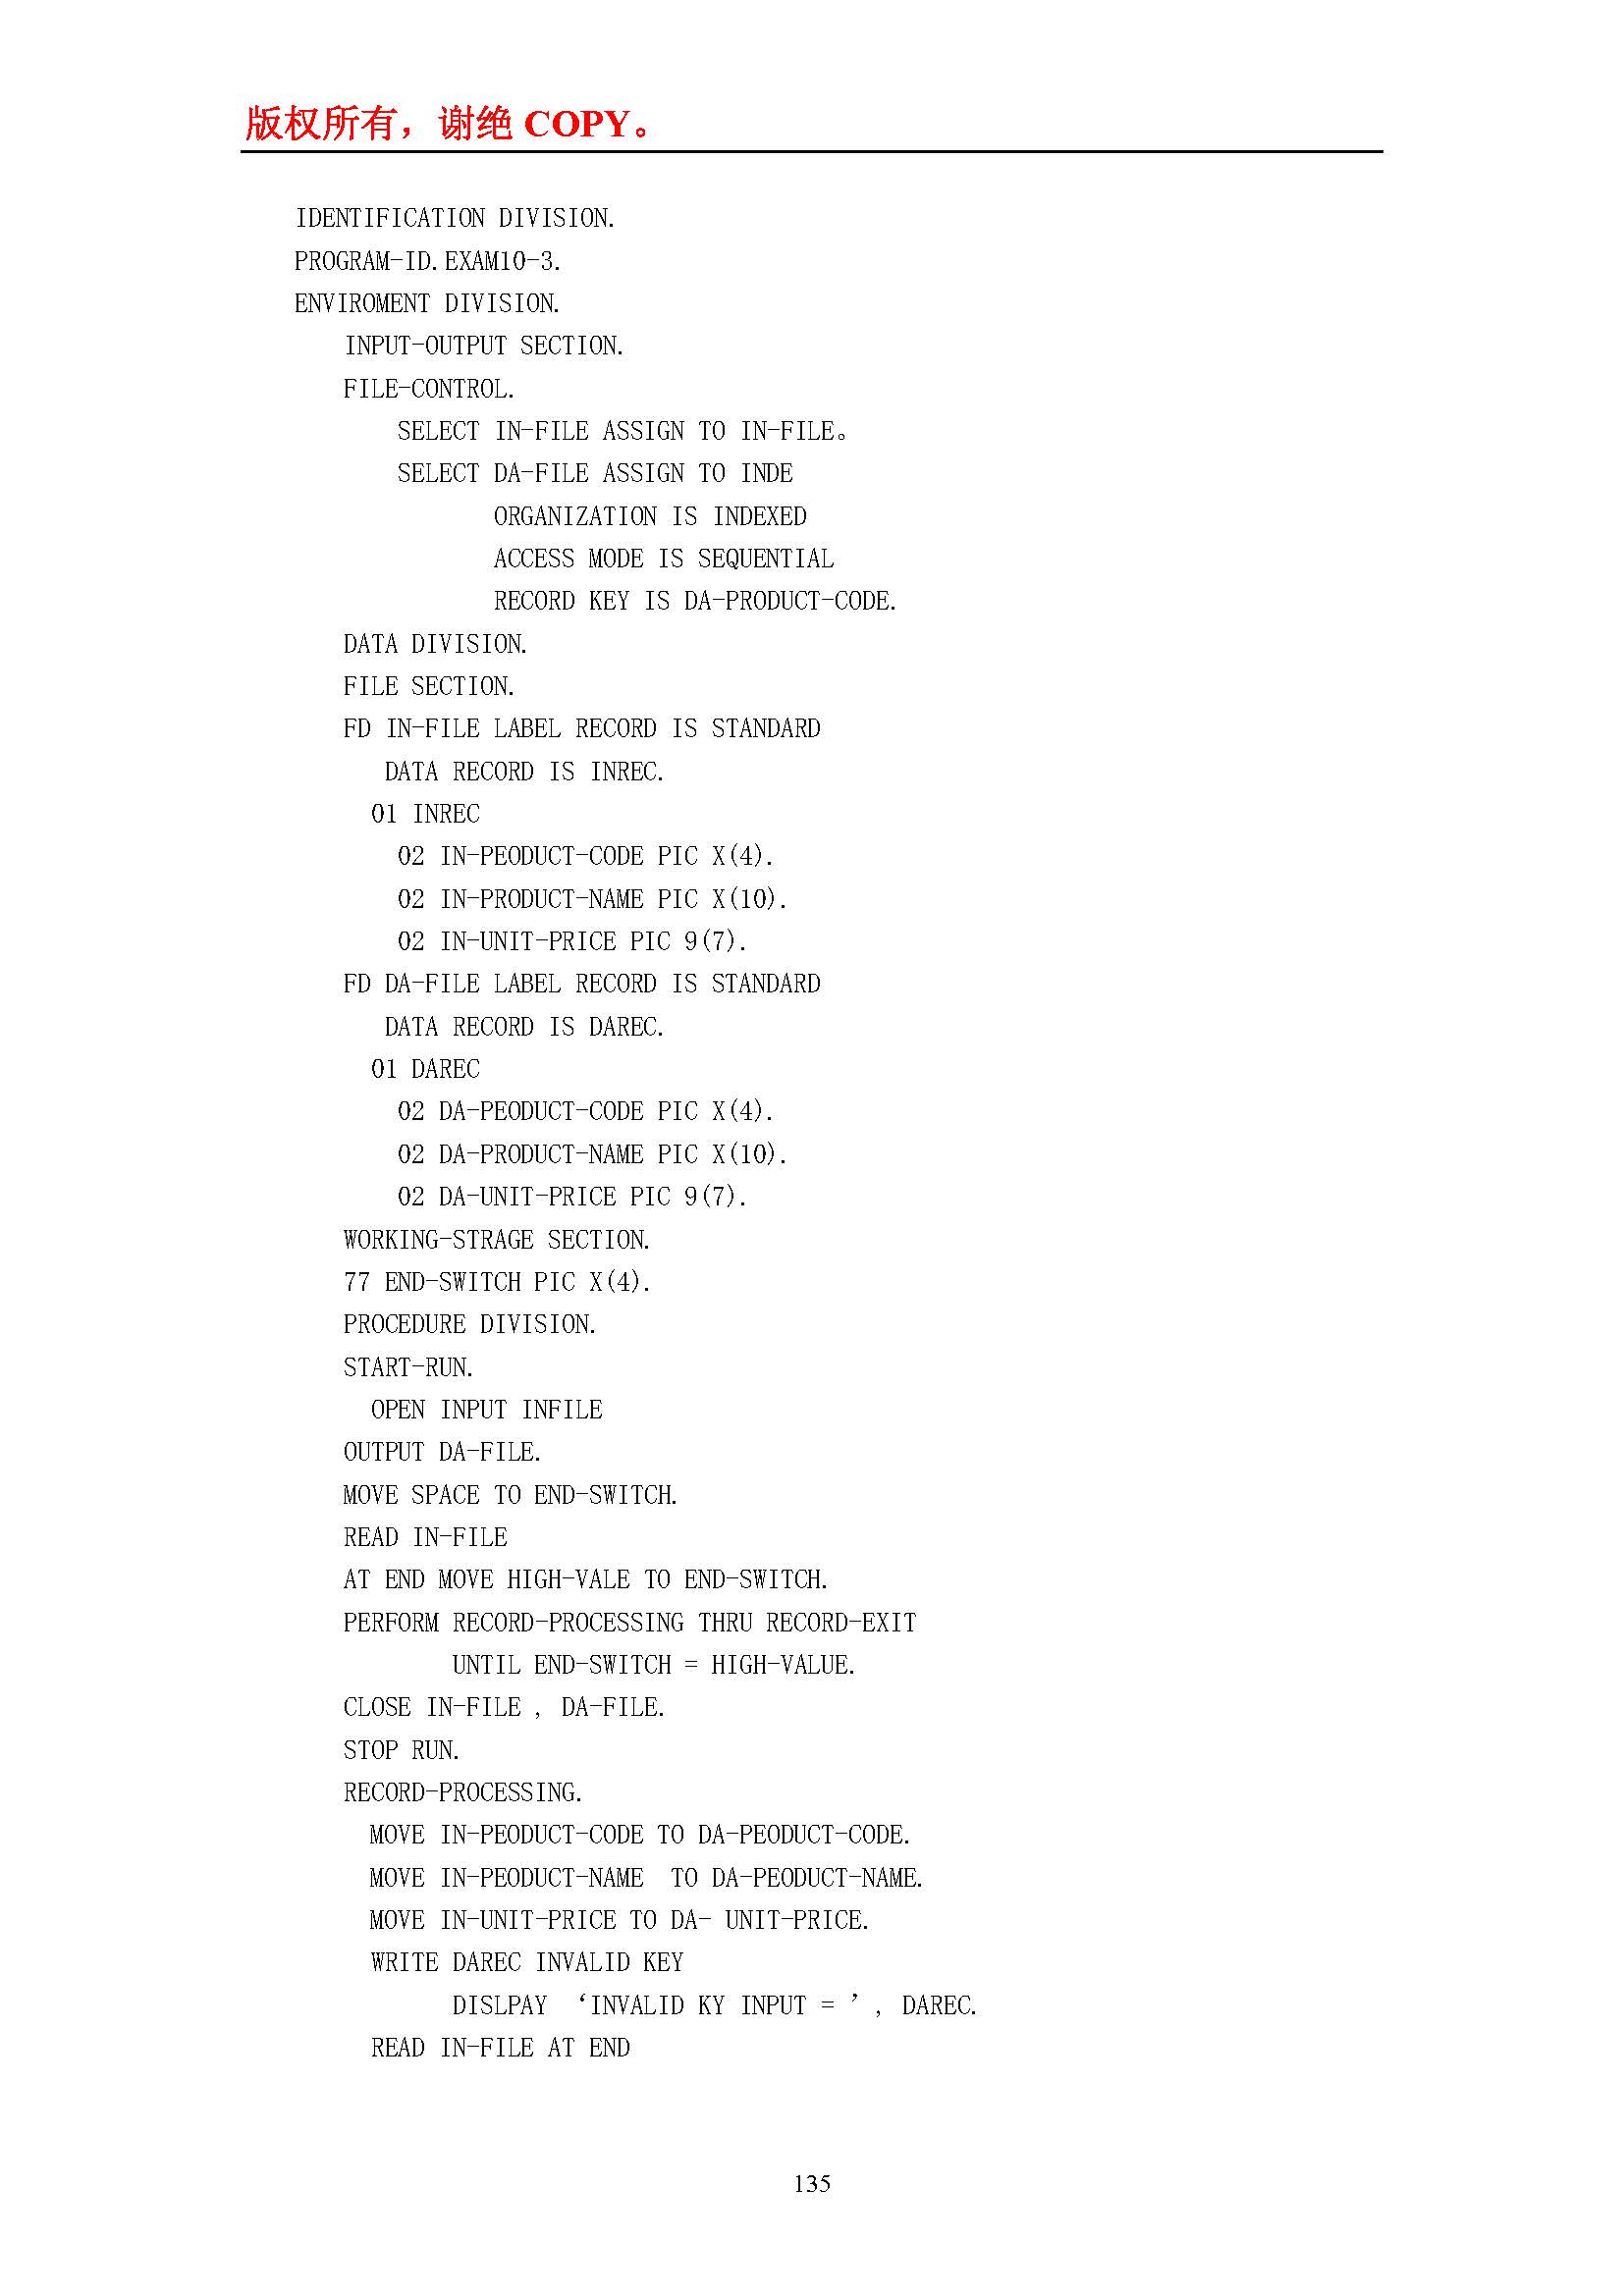 版权所有，谢绝 COPY。
IDENTIFICATION DIVISION.
PROGRAM-ID.EXAM10-3.
ENVIROMENT DIVISION.
INPUT-OUTPUT SECTION.
FILE-CONTROL.
SELECT IN-FILE ASSIGN TO IN-FILE。
SELECT DA-FILE ASSIGN TO INDE
ORGANIZATION IS INDEXED
ACCESS MODE IS SEQUENTIAL
RECORD KEY IS DA-PRODUCT-CODE.
DATA DIVISION.
FILE SECTION.
FD IN-FILE LABEL RECORD IS STANDARD
DATA RECORD IS INREC.
01 INREC
02 IN-PEODUCT-CODE PIC X(4).
02 IN-PRODUCT-NAME PIC X(10).
02 IN-UNIT-PRICE PIC 9(7).
FD DA-FILE LABEL RECORD IS STANDARD
DATA RECORD IS DAREC.
01 DAREC
02 DA-PEODUCT-CODE PIC X(4).
02 DA-PRODUCT-NAME PIC X(10).
02 DA-UNIT-PRICE PIC 9(7).
WORKING-STRAGE SECTION.
77 END-SWITCH PIC X(4).
PROCEDURE DIVISION.
START-RUN.
OPEN INPUT INFILE
OUTPUT DA-FILE.
MOVE SPACE TO END-SWITCH.
READ IN-FILE
AT END MOVE HIGH-VALE TO END-SWITCH.
PERFORM RECORD-PROCESSING THRU RECORD-EXIT
UNTIL END-SWITCH = HIGH-VALUE.
CLOSE IN-FILE , DA-FILE.
STOP RUN.
RECORD-PROCESSING.
MOVE IN-PEODUCT-CODE TO DA-PEODUCT-CODE.
MOVE IN-PEODUCT-NAME  TO DA-PEODUCT-NAME.
MOVE IN-UNIT-PRICE TO DA- UNIT-PRICE.
WRITE DAREC INVALID KEY
DISLPAY ‘INVALID KY INPUT = ’, DAREC.
READ IN-FILE AT END
135